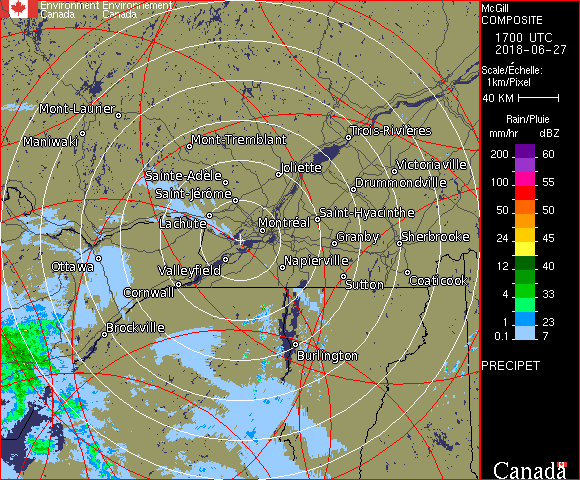 Environment Environnement
Canada Canada
McGill
COMPOSITE
1700 UTC
2018-06-27
Scale/Échelle:
1km/Pixel
40 KM
Rain/Pluie
mm/hr dBZ
200 60
100 55
50 50
24 45
12 40
4 33
1 23
0.1 7
PRECIPET
Mont-Laurier
Maniwaki
Mont-Tremblant
Trois-Rivières
Sainte-Adèle
Joliette
Victoriaville
Saint-Jérôme
Drummondville
Lachute
Montréal
Saint-Hyacinthe
Granby
Sherbrooke
Ottawa
Valleyfield
Napierville
Cornwall
Sutton
Coaticook
Brockville
Burlington
Canada